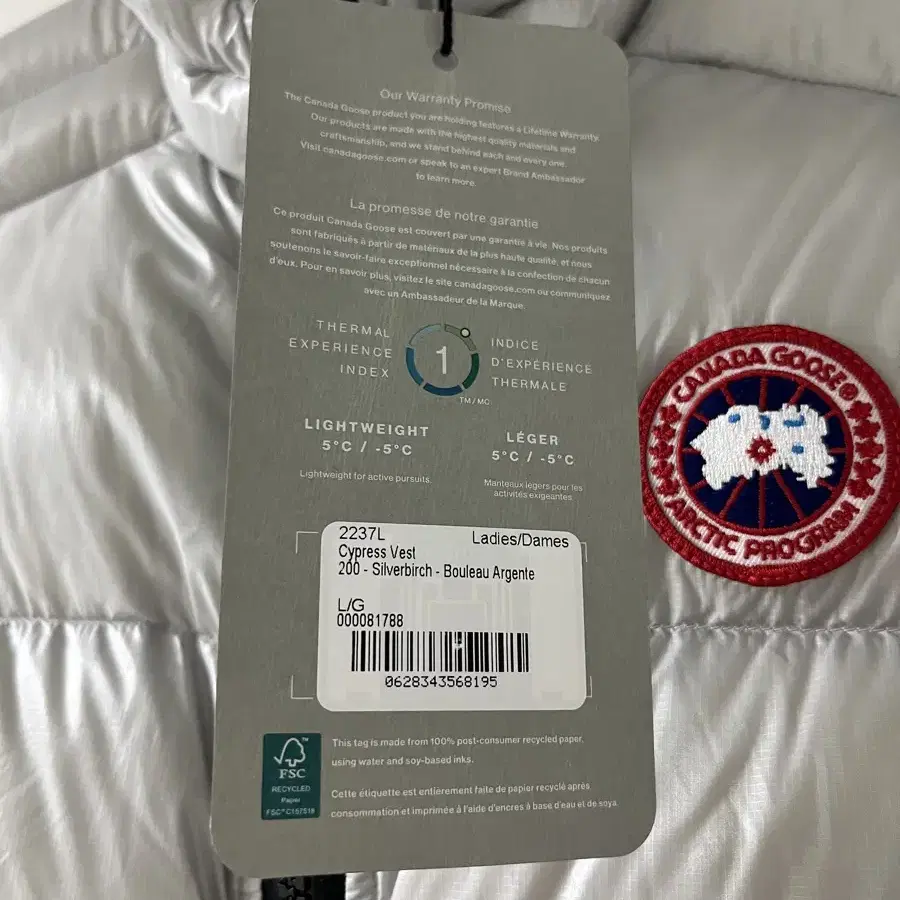 Our Warranty Promise
The Canada Goose product you are holding features a Lifetime Warranty.
Our products are made with the highest quality materials and
craftsmanship, and we stand behind each and every one.
Visit canadagoose.com or speak to an expert Brand Ambassador
to learn more.
La promesse de notre garantie
Ce produit Canada Goose est couvert par une garantie à vie. Nos produits
sont fabriqués à partir de matériaux de la plus haute qualité, et nous
soutenons le savoir-faire exceptionnel nécessaire à la confection de chacun
d'eux. Pour en savoir plus, visitez le site canadagoose.com ou communiquez
avec un Ambassadeur de la Marque.
THERMAL
EXPERIENCE
INDEX
1
TM/MC
INDICE
D'EXPÉRIENCE
THERMALE
LIGHTWEIGHT
5°C / -5°C
Lightweight for active pursuits.
LÉGER
5°C / -5°C
Manteaux légers pour les
activités exigeantes
CANADA GOOSE®
ARCTIC PROGRAM
2237L Ladies/Dames
Cypress Vest
200 - Silverbirch - Bouleau Argente
L/G
000081788
0628343568195
FSC
RECYCLED
Paper
FSC™ C157518
This tag is made from 100% post-consumer recycled paper,
using water and soy-based inks.
Cette étiquette est entièrement faite de papier recyclé après
consommation et imprimée à l'aide d'encres à base d'eau et de soya.